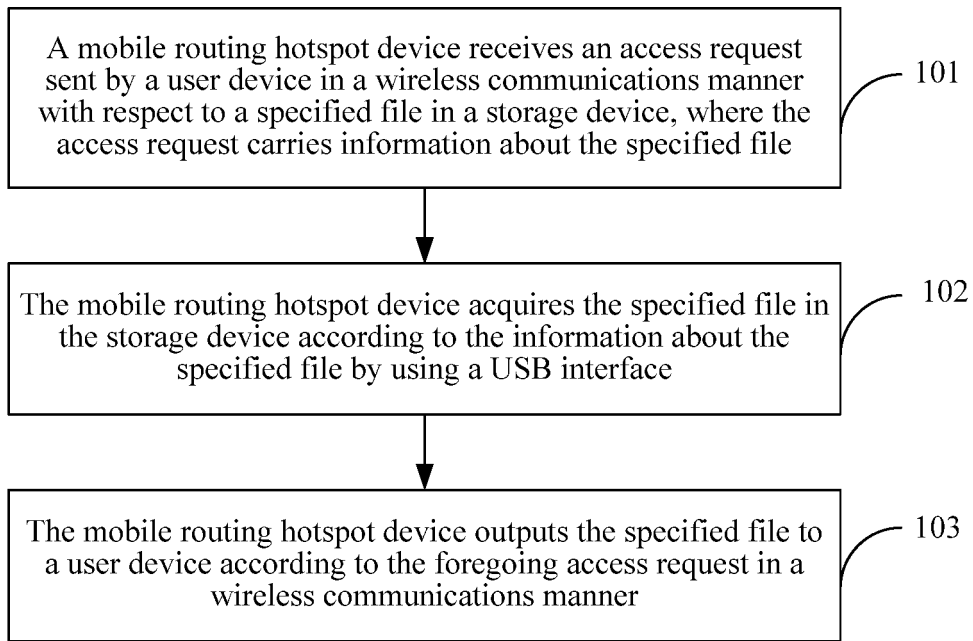 A mobile routing hotspot device receives an access request
sent by a user device in a wireless communications manner
with respect to a specified file in a storage device, where the
access request carries information about the specified file
101
The mobile routing hotspot device acquires the specified file in
the storage device according to the information about the
specified file by using a USB interface
102
The mobile routing hotspot device outputs the specified file to
a user device according to the foregoing access request in a
wireless communications manner
103